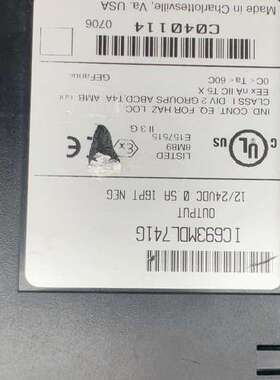 IC693MDL741G
OUTPUT
12/24VDC 0.5A 16PT NEG
LISTED
8M89
E157515
II 3 G
UL
US
CE
Ex
IND. CONT. EQ. FOR HAZ. LOC.
CLASS I DIV 2 GROUPS ABCD,T4A
EEx nA IIC T5 X
0C< Ta< 60C
GEFanuc
C040114
0706
Made in Charlottesville, Va. USA